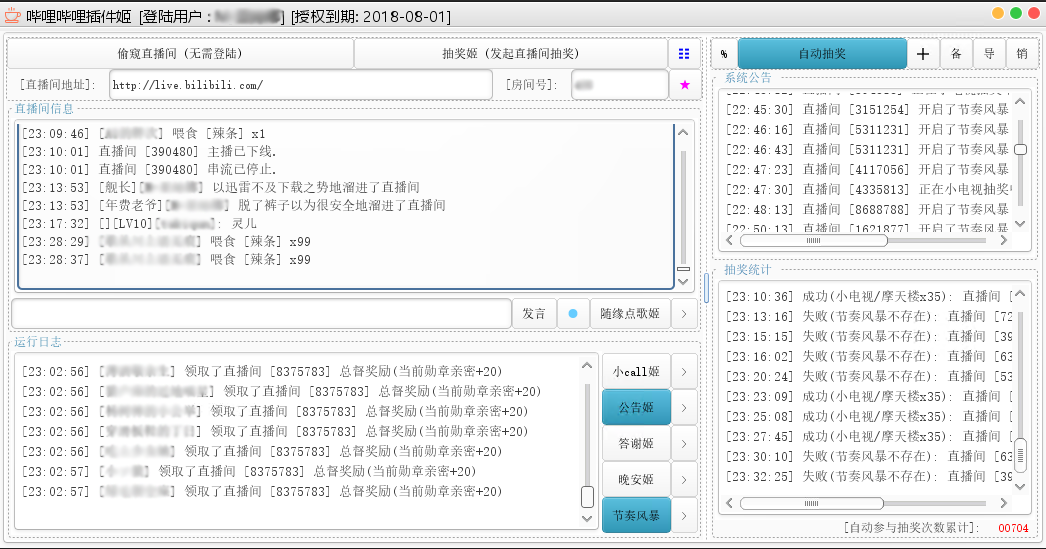 哔哩哔哩插件姬 [登陆用户 : ] [授权到期: 2018-08-01]
偷窥直播间 (无需登陆)
抽奖姬 (发起直播间抽奖)
[直播间地址]:
http://live.bilibili.com/
[房间号]:
直播间信息
[23:09:46] [] 喂食 [辣条] x1
[23:10:01] 直播间 [390480] 主播已下线.
[23:10:01] 直播间 [390480] 串流已停止.
[23:13:53] [舰长][] 以迅雷不及下载之势地溜进了直播间
[23:13:53] [年费老爷][] 脱了裤子以为很安全地溜进了直播间
[23:17:32] [][LV10][]: 灵儿
[23:28:29] [] 喂食 [辣条] x99
[23:28:37] [] 喂食 [辣条] x99
发言
随缘点歌姬
>
运行日志
[23:02:56] [] 领取了直播间 [8375783] 总督奖励(当前勋章亲密+20)
[23:02:56] [] 领取了直播间 [8375783] 总督奖励(当前勋章亲密+20)
[23:02:56] [] 领取了直播间 [8375783] 总督奖励(当前勋章亲密+20)
[23:02:56] [] 领取了直播间 [8375783] 总督奖励(当前勋章亲密+20)
[23:02:56] [] 领取了直播间 [8375783] 总督奖励(当前勋章亲密+20)
[23:02:57] [] 领取了直播间 [8375783] 总督奖励(当前勋章亲密+20)
[23:02:57] [] 领取了直播间 [8375783] 总督奖励(当前勋章亲密+20)
小call姬 >
公告姬 >
答谢姬 >
晚安姬 >
节奏风暴 >
% 自动抽奖 + 备 导 销
系统公告
[22:45:30] 直播间 [3151254] 开启了节奏风暴
[22:46:16] 直播间 [5311231] 开启了节奏风暴
[22:46:43] 直播间 [5311231] 开启了节奏风暴
[22:47:23] 直播间 [4117056] 开启了节奏风暴
[22:47:30] 直播间 [4335813] 正在小电视抽奖
[22:48:13] 直播间 [8688788] 开启了节奏风暴
[22:50:13] 直播间 [1621877] 开启了节奏风暴
抽奖统计
[23:10:36] 成功(小电视/摩天楼x35): 直播间 [
[23:13:16] 失败(节奏风暴不存在): 直播间 [72
[23:15:15] 失败(节奏风暴不存在): 直播间 [39
[23:16:02] 失败(节奏风暴不存在): 直播间 [63
[23:20:24] 失败(节奏风暴不存在): 直播间 [53
[23:23:09] 成功(小电视/摩天楼x35): 直播间 [
[23:25:08] 成功(小电视/摩天楼x35): 直播间 [
[23:27:45] 成功(小电视/摩天楼x35): 直播间 [
[23:30:10] 失败(节奏风暴不存在): 直播间 [63
[23:32:25] 失败(节奏风暴不存在): 直播间 [39
[自动参与抽奖次数累计]: 00704